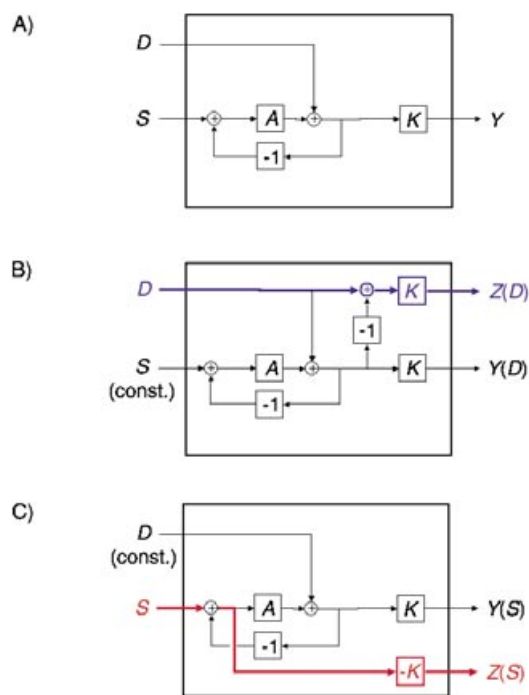 A)
D
S + A + K Y
-1
B)
D + K Z(D)
-1
S + A + K Y(D)
(const.)
-1
C)
D
(const.)
S + A + K Y(S)
-1
-K Z(S)